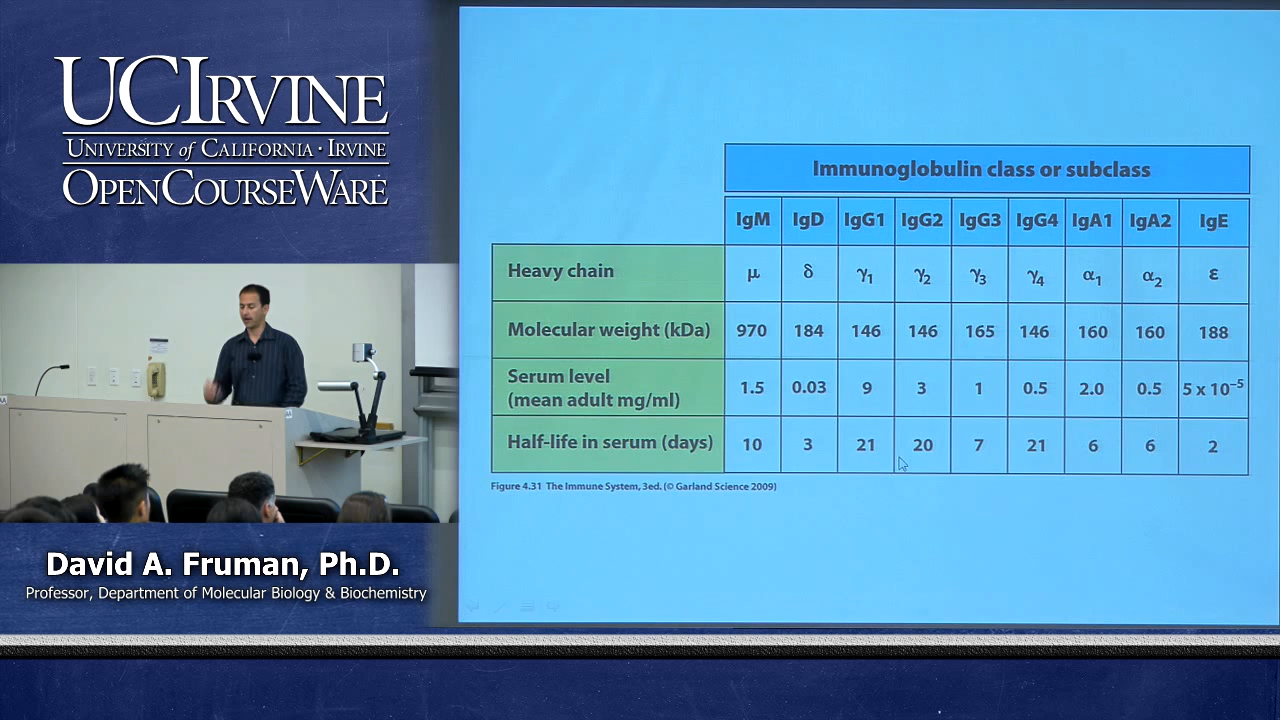 UCIRVINE
UNIVERSITY of CALIFORNIA · IRVINE
OPENCOURSEWARE
David A. Fruman, Ph.D.
Professor, Department of Molecular Biology & Biochemistry
Immunoglobulin class or subclass
IgM IgD IgG1 IgG2 IgG3 IgG4 IgA1 IgA2 IgE
Heavy chain μ δ γ1 γ2 γ3 γ4 α1 α2 ε
Molecular weight (kDa) 970 184 146 146 165 146 160 160 188
Serum level
(mean adult mg/ml) 1.5 0.03 9 3 1 0.5 2.0 0.5 5 x 10–5
Half-life in serum (days) 10 3 21 20 7 21 6 6 2
Figure 4.31 The Immune System, 3ed. (© Garland Science 2009)